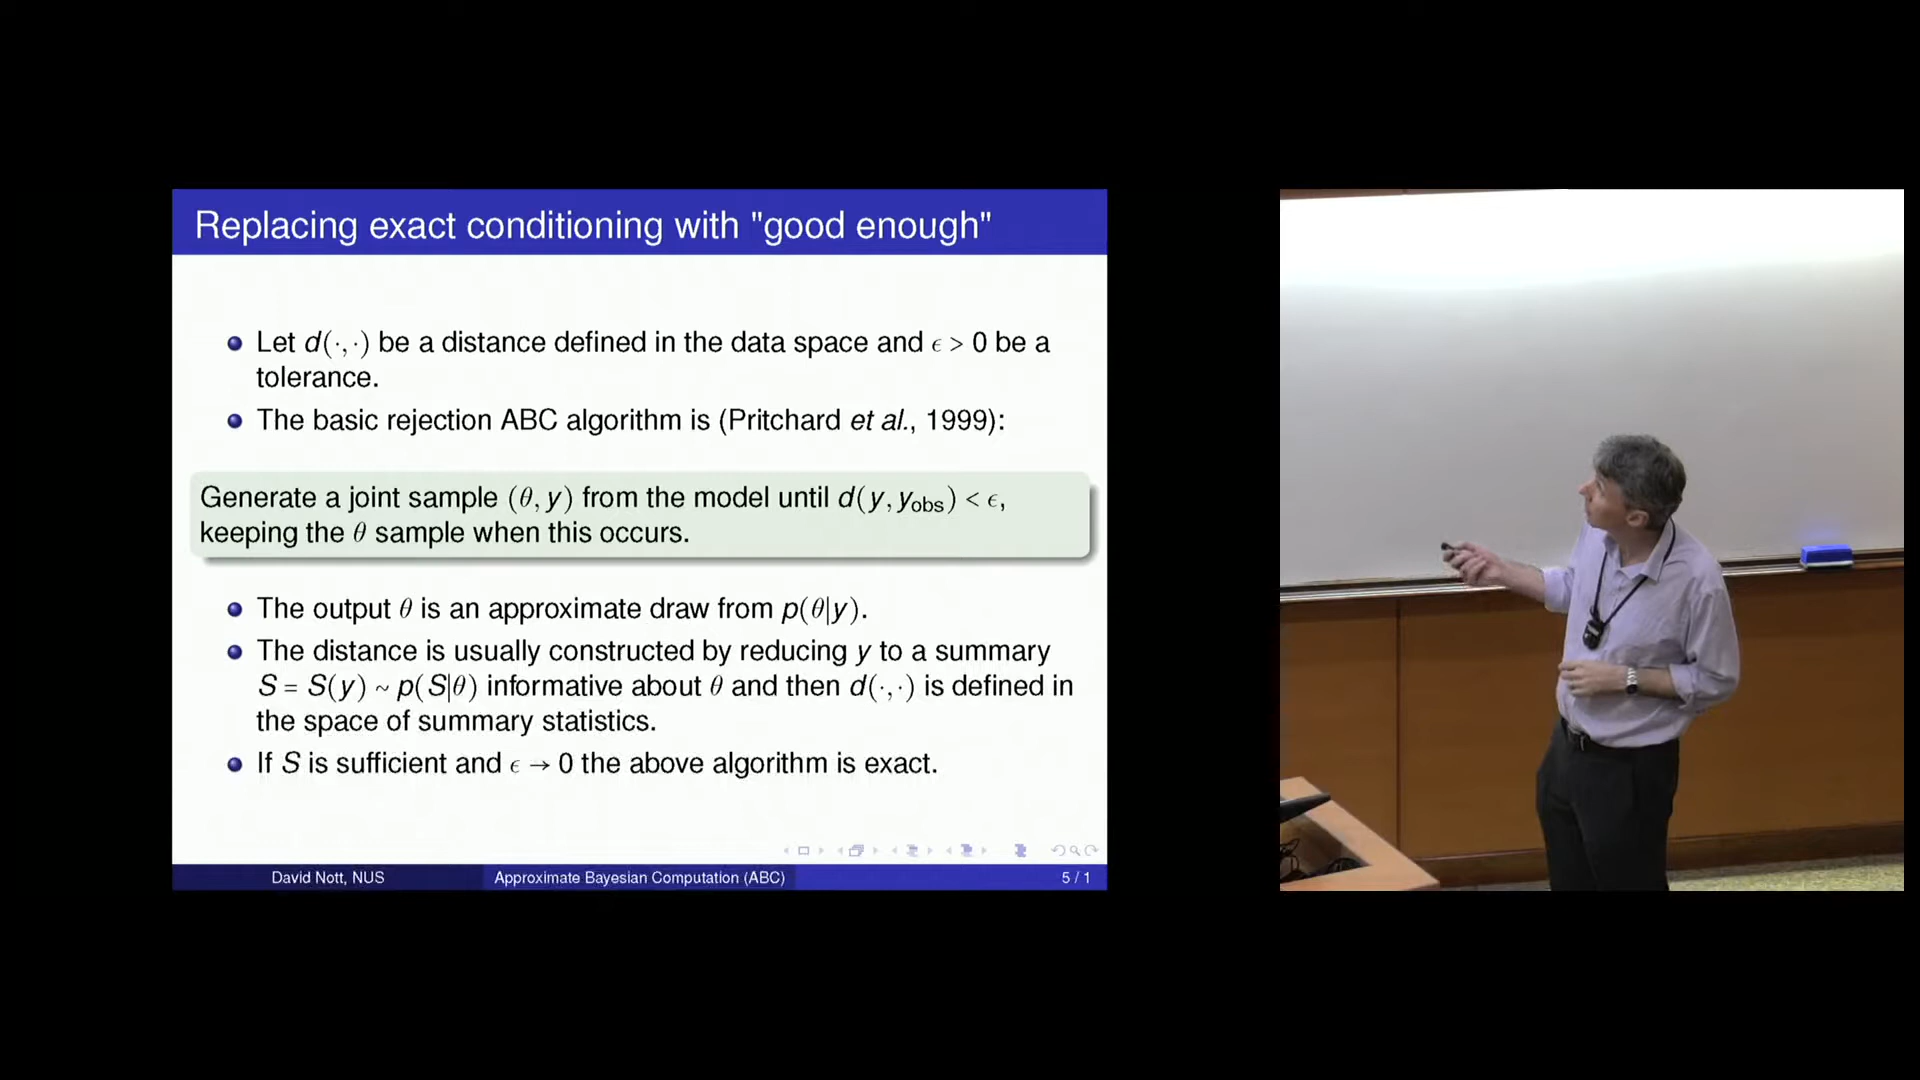 Replacing exact conditioning with "good enough"
Let d(·,·) be a distance defined in the data space and ϵ > 0 be a
tolerance.
The basic rejection ABC algorithm is (Pritchard et al., 1999):
Generate a joint sample (θ, y) from the model until d(y, y_obs) < ϵ,
keeping the θ sample when this occurs.
The output θ is an approximate draw from p(θ|y).
The distance is usually constructed by reducing y to a summary
S = S(y) ~ p(S|θ) informative about θ and then d(·,·) is defined in
the space of summary statistics.
If S is sufficient and ϵ → 0 the above algorithm is exact.
David Nott, NUS Approximate Bayesian Computation (ABC) 5 / 1